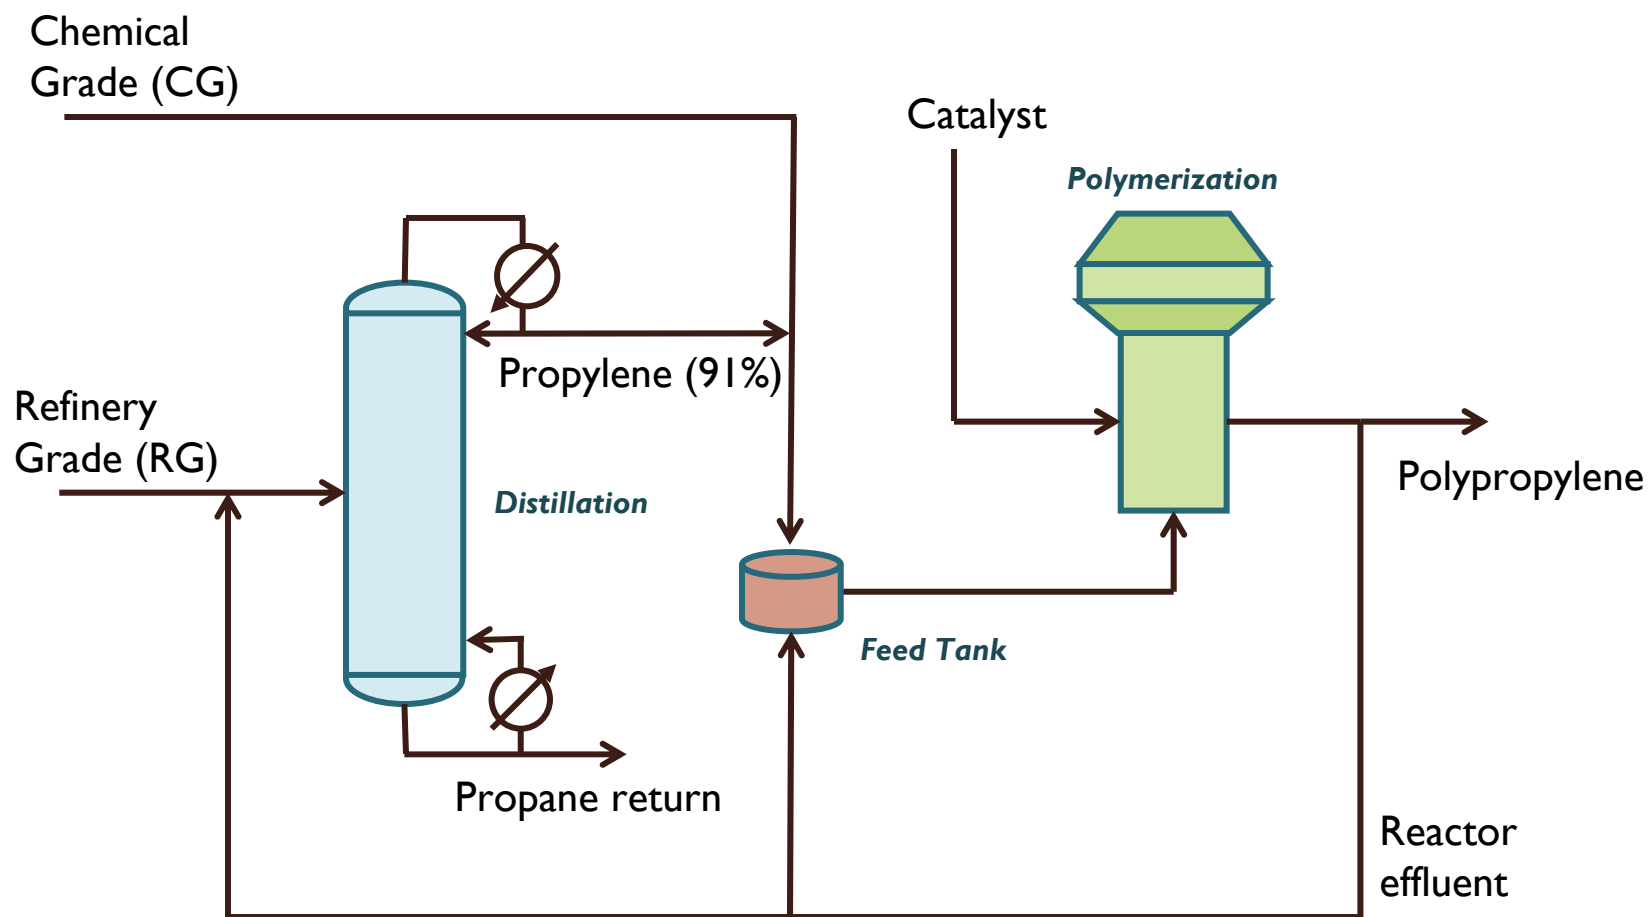 Chemical
Grade (CG)
Catalyst
Polymerization
Propylene (91%)
Refinery
Grade (RG)
Distillation
Polypropylene
Feed Tank
Propane return
Reactor
effluent